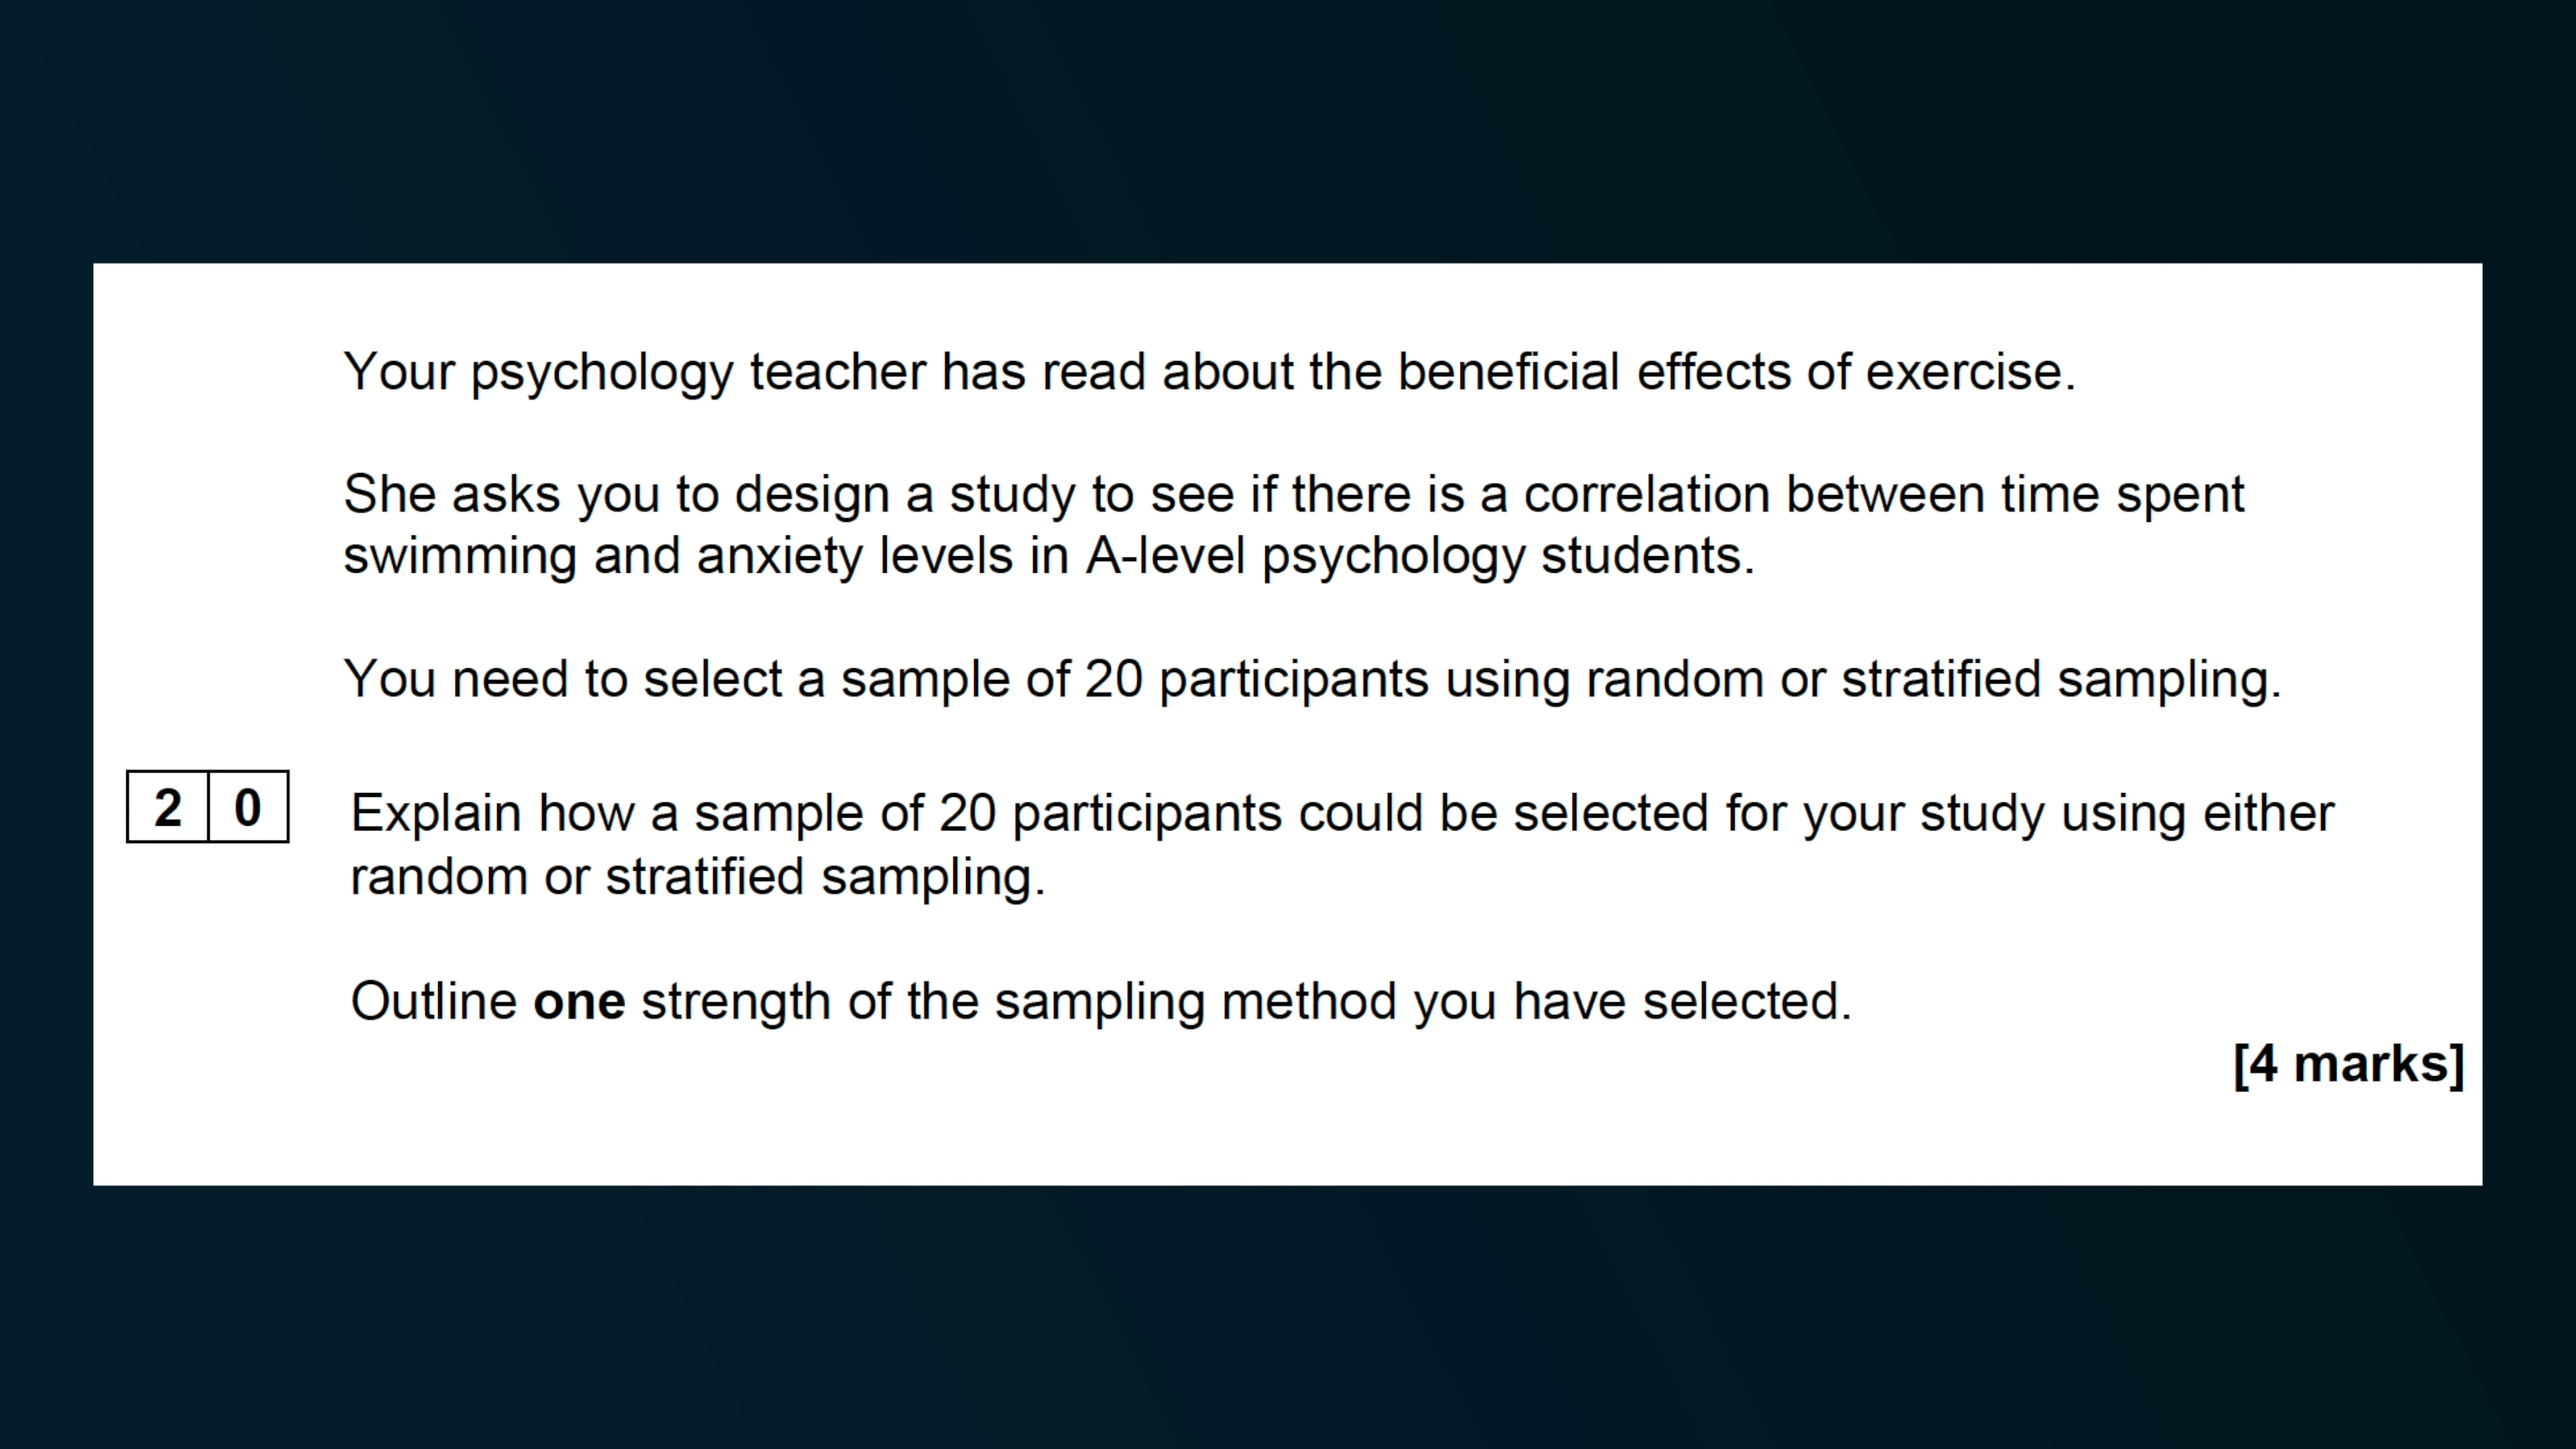 Your psychology teacher has read about the beneficial effects of exercise.
She asks you to design a study to see if there is a correlation between time spent
swimming and anxiety levels in A-level psychology students.
You need to select a sample of 20 participants using random or stratified sampling.
2 0 Explain how a sample of 20 participants could be selected for your study using either
random or stratified sampling.
Outline one strength of the sampling method you have selected.
[4 marks]